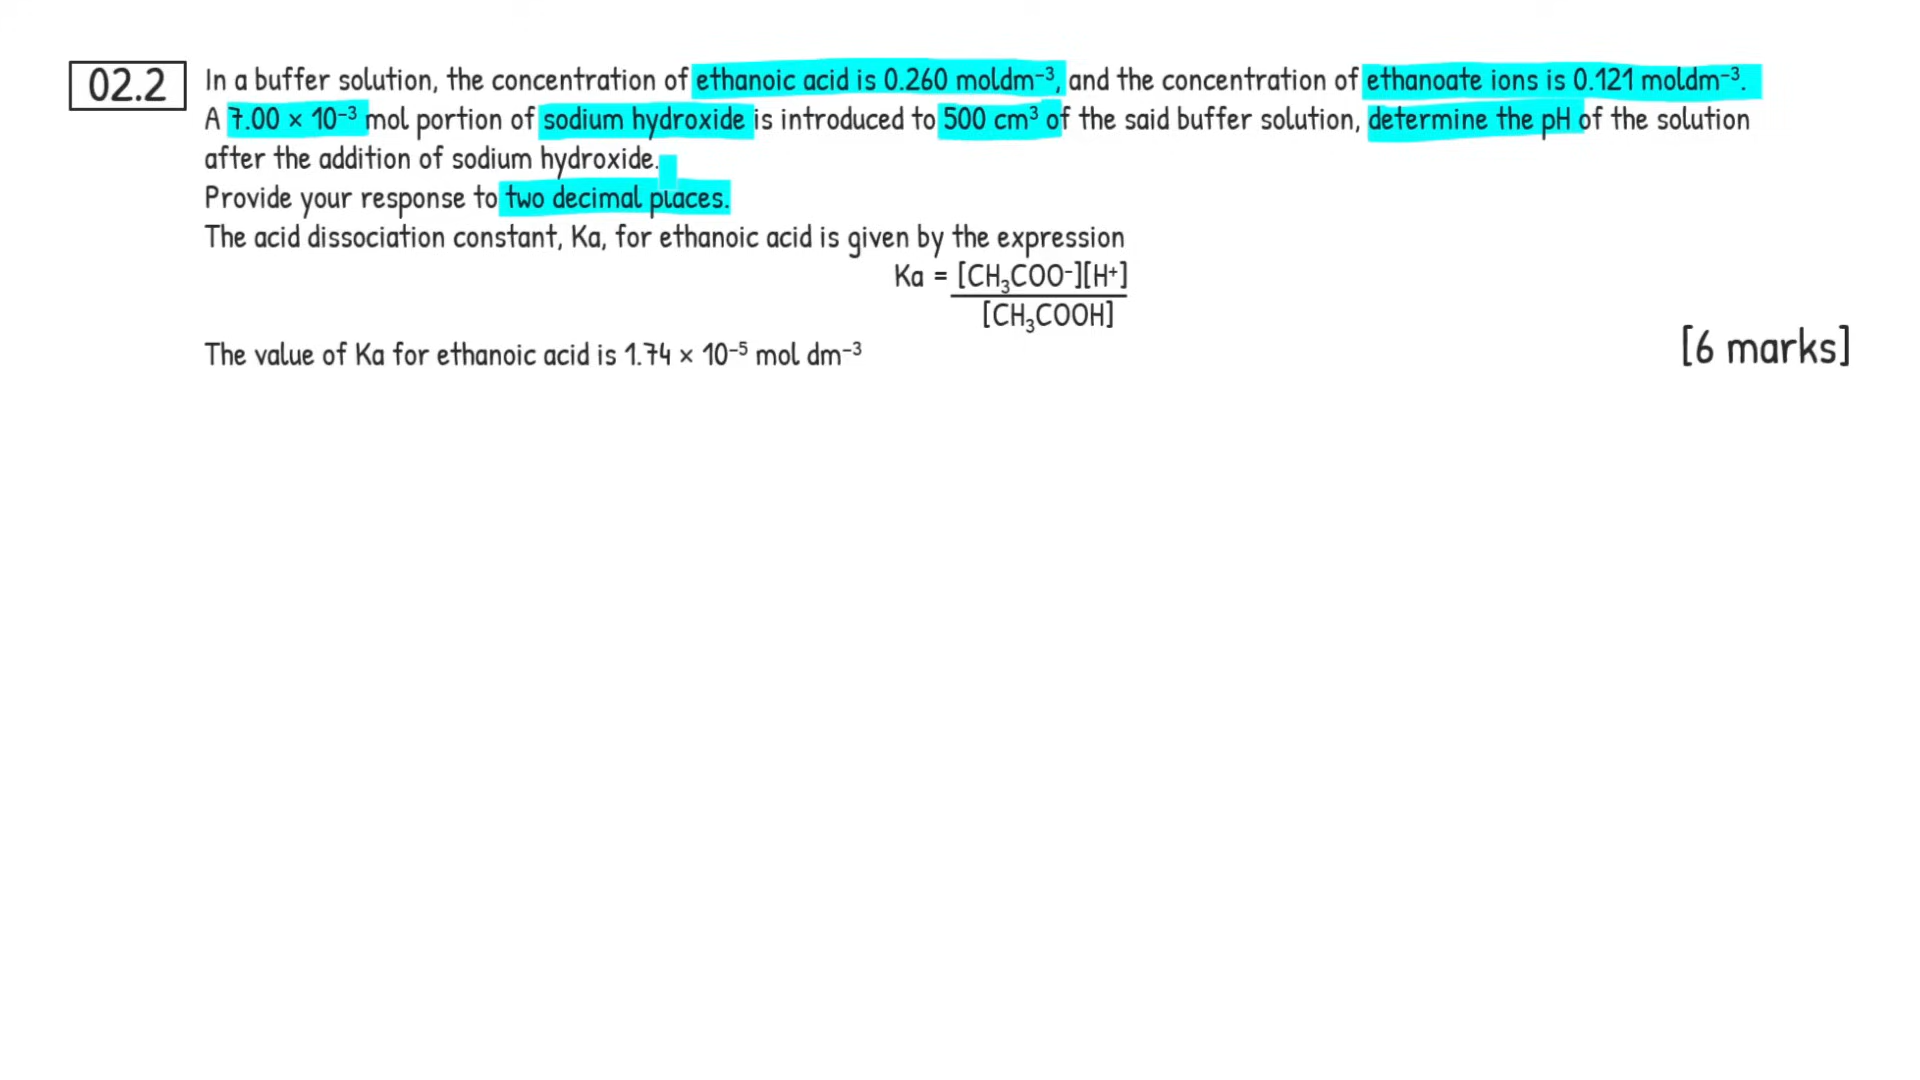 02.2
In a buffer solution, the concentration of ethanoic acid is 0.260 moldm⁻³, and the concentration of ethanoate ions is 0.121 moldm⁻³.
A 7.00 × 10⁻³ mol portion of sodium hydroxide is introduced to 500 cm³ of the said buffer solution, determine the pH of the solution
after the addition of sodium hydroxide.
Provide your response to two decimal places.
The acid dissociation constant, Ka, for ethanoic acid is given by the expression
Ka = [CH₃COO⁻][H⁺]
[CH₃COOH]
The value of Ka for ethanoic acid is 1.74 × 10⁻⁵ mol dm⁻³
[6 marks]